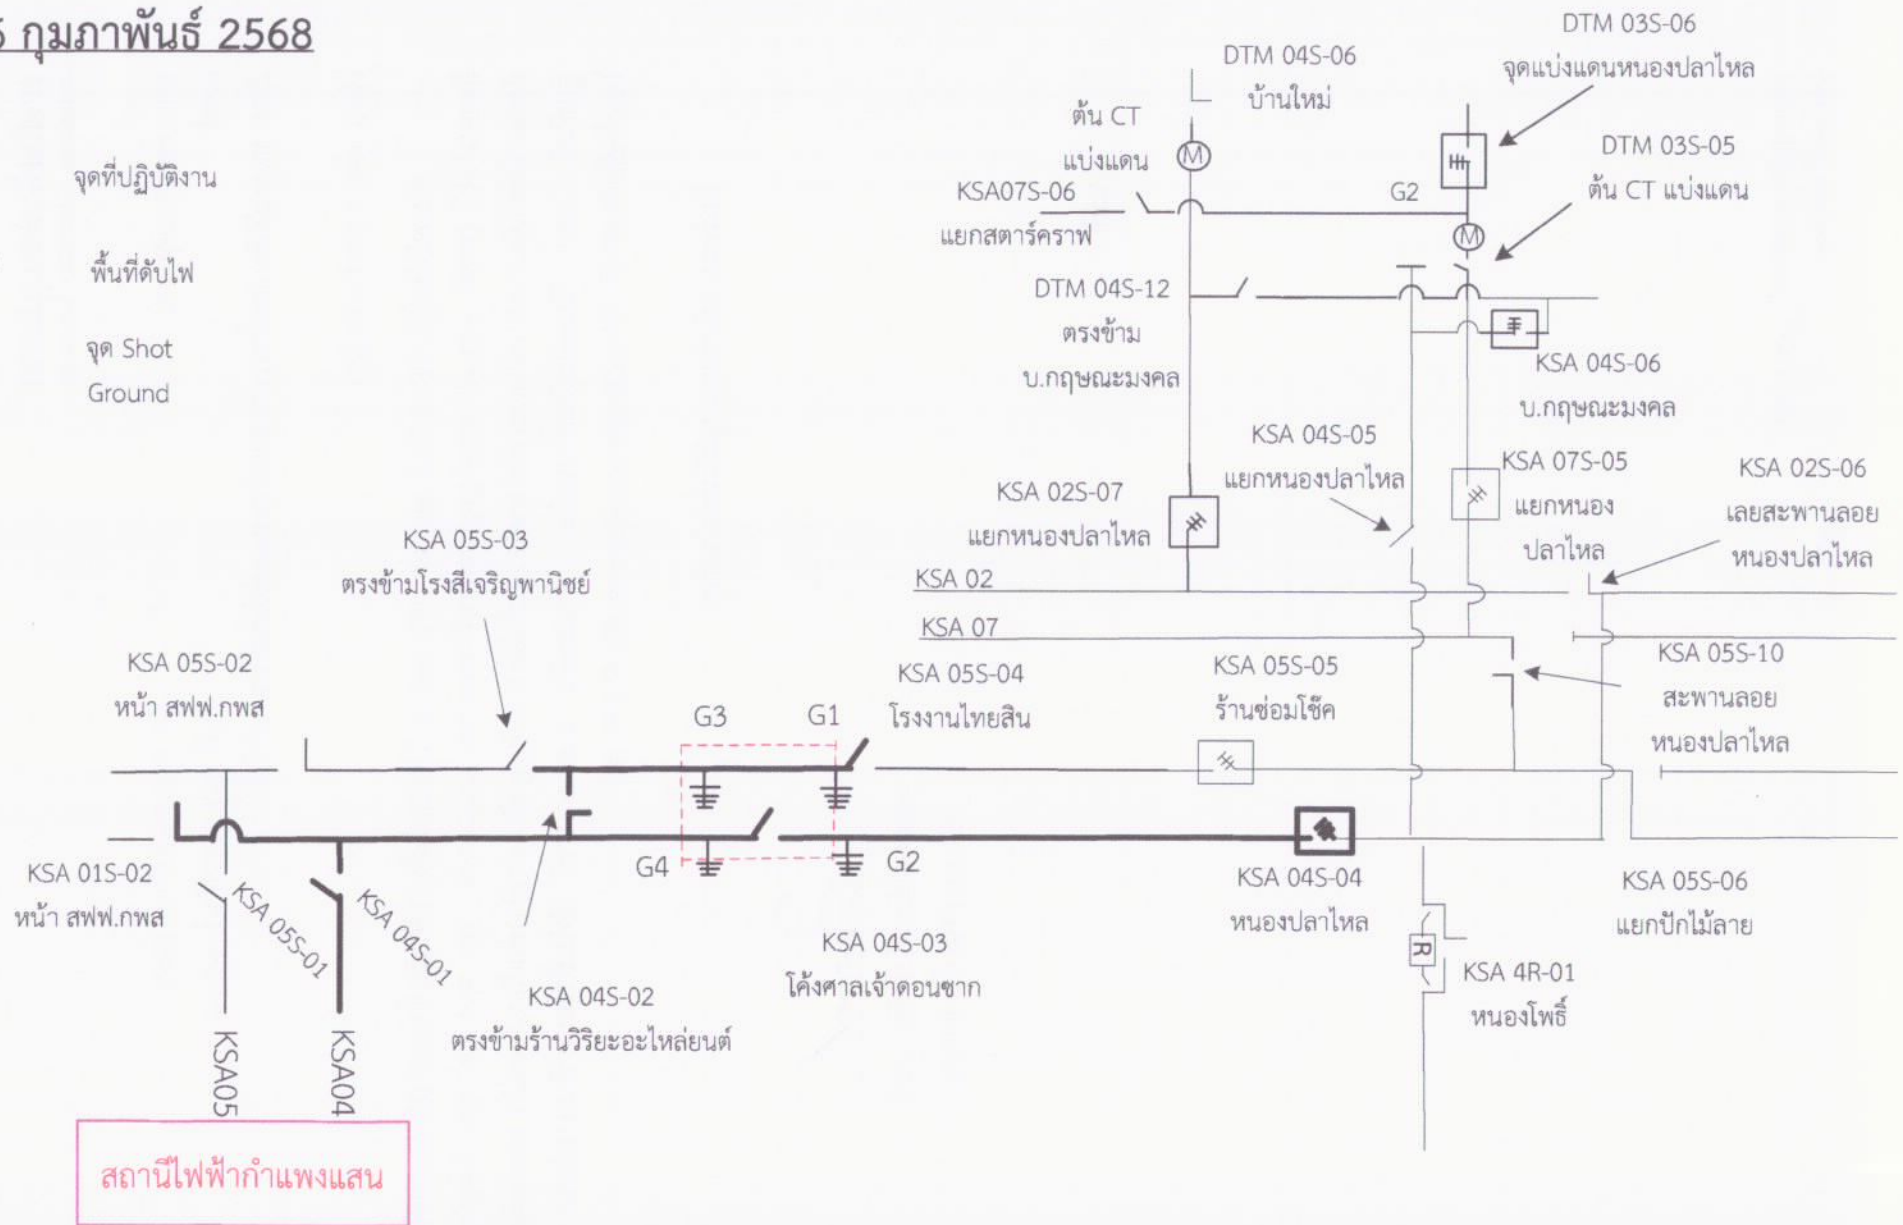 กุมภาพันธ์ 2568
จุดที่ปฏิบัติงาน
พื้นที่ดับไฟ
จุด Shot
Ground
DTM 03S-06
จุดแบ่งแดนหนองปลาไหล
DTM 04S-06
บ้านใหม่
ต้น CT
แบ่งแดน
M
DTM 03S-05
ต้น CT แบ่งแดน
KSA07S-06
แยกสตาร์คราฟ
G2
M
DTM 04S-12
ตรงข้าม
บ.กฤษณะมงคล
KSA 04S-06
บ.กฤษณะมงคล
KSA 04S-05
แยกหนองปลาไหล
KSA 07S-05
แยกหนอง
ปลาไหล
KSA 02S-06
เลยสะพานลอย
หนองปลาไหล
KSA 02S-07
แยกหนองปลาไหล
KSA 05S-03
ตรงข้ามโรงสีเจริญพานิชย์
KSA 02
KSA 07
KSA 05S-02
หน้า สฟฟ.กพส
G3
G1
KSA 05S-04
โรงงานไทยสิน
KSA 05S-05
ร้านซ่อมโช๊ค
KSA 05S-10
สะพานลอย
หนองปลาไหล
G4
G2
KSA 01S-02
หน้า สฟฟ.กพส
KSA 05S-01
KSA 04S-01
KSA 04S-02
ตรงข้ามร้านวิริยะอะไหล่ยนต์
KSA 04S-03
โค้งศาลเจ้าดอนซาก
KSA 04S-04
หนองปลาไหล
KSA 05S-06
แยกปักไม้ลาย
R
KSA 4R-01
หนองโพธิ์
KSA05
KSA04
สถานีไฟฟ้ากำแพงแสน